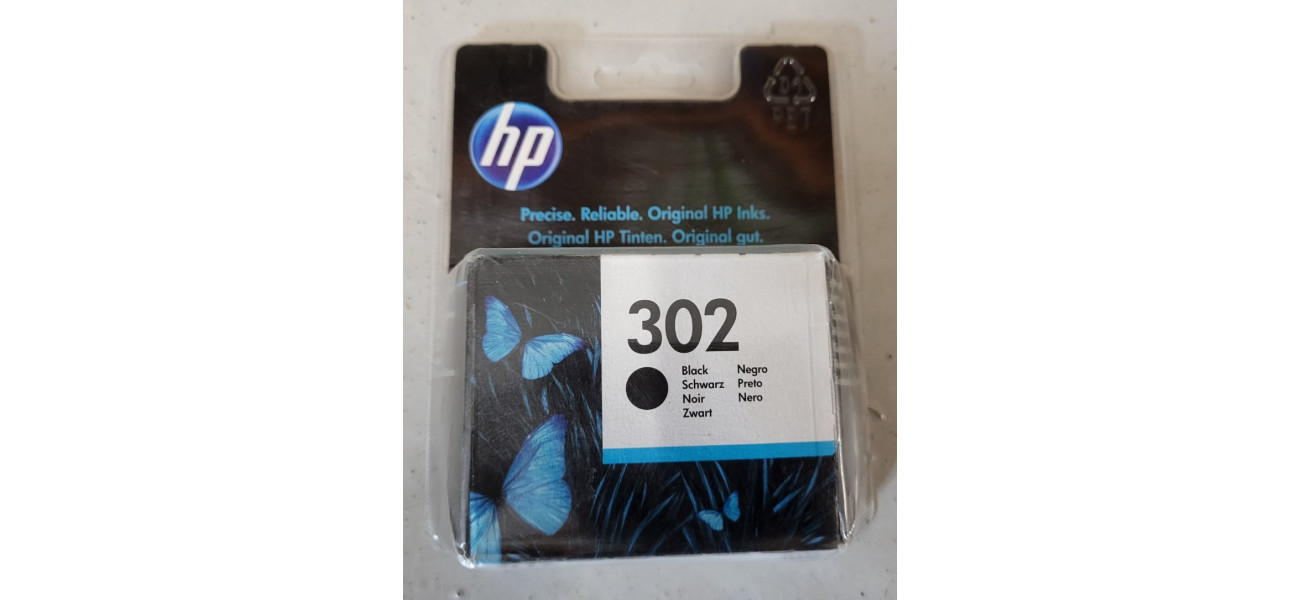 hp
01
PET
Precise. Reliable. Original HP Inks.
Original HP Tinten. Original gut.
302
Black Negro
Schwarz Preto
Noir Nero
Zwart